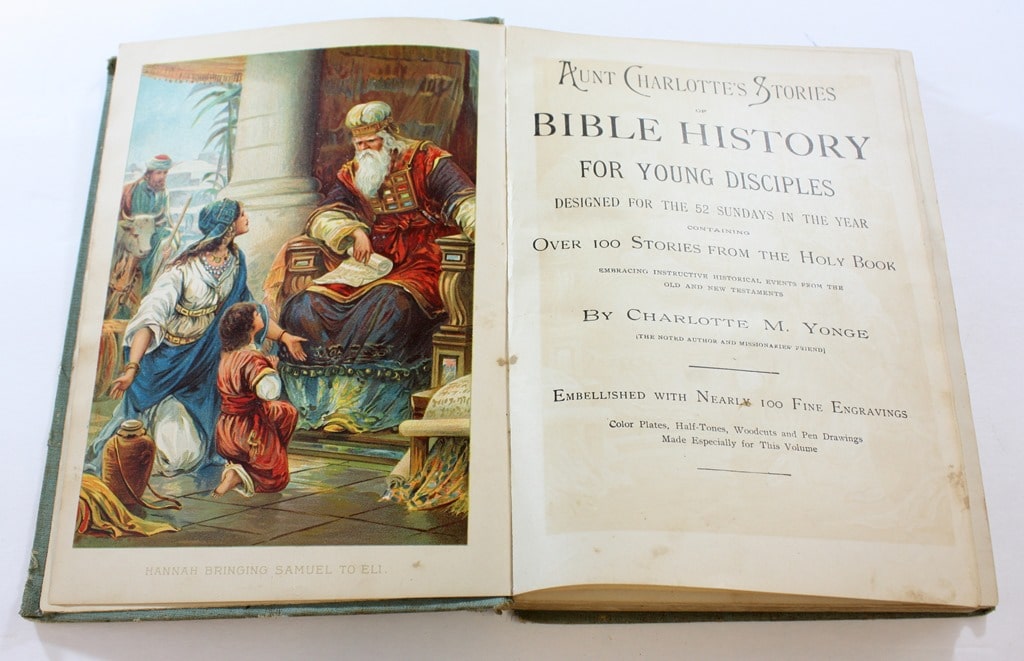 HANNAH BRINGING SAMUEL TO ELI.
AUNT CHARLOTTE'S STORIES
OF
BIBLE HISTORY
FOR YOUNG DISCIPLES
DESIGNED FOR THE 52 SUNDAYS IN THE YEAR
CONTAINING
OVER 100 STORIES FROM THE HOLY BOOK
EMBRACING INSTRUCTIVE HISTORICAL EVENTS FROM THE
OLD AND NEW TESTAMENTS
BY CHARLOTTE M. YONGE
[THE NOTED AUTHOR AND MISSIONARIES' FRIEND]
EMBELLISHED WITH NEARLY 100 FINE ENGRAVINGS
Color Plates, Half-Tones, Woodcuts and Pen Drawings
Made Especially for This Volume